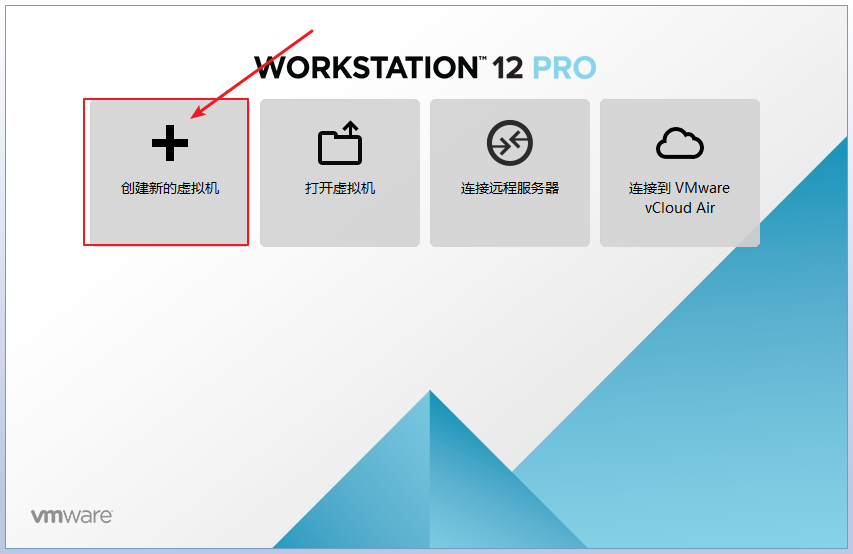 WORKSTATION™ 12 PRO
创建新的虚拟机
打开虚拟机
连接远程服务器
连接到 VMware
vCloud Air
vmware